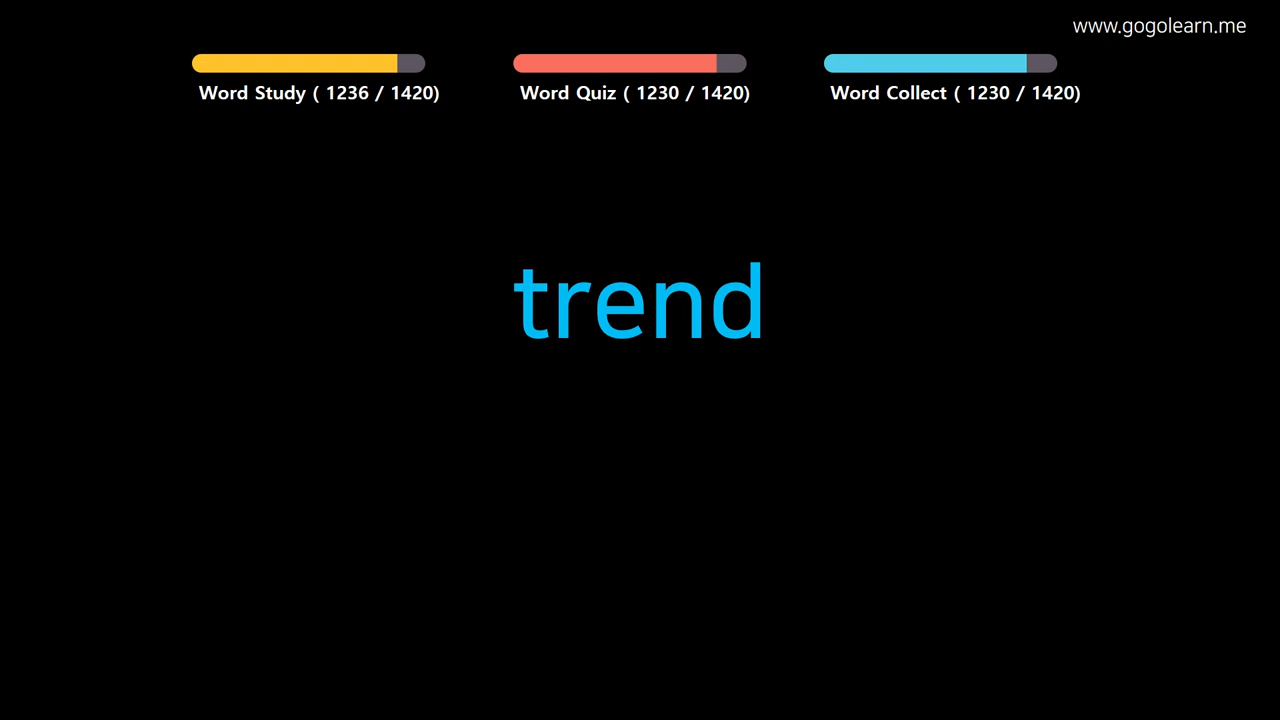 www.gogolearn.me
Word Study ( 1236 / 1420)
Word Quiz ( 1230 / 1420)
Word Collect ( 1230 / 1420)
trend